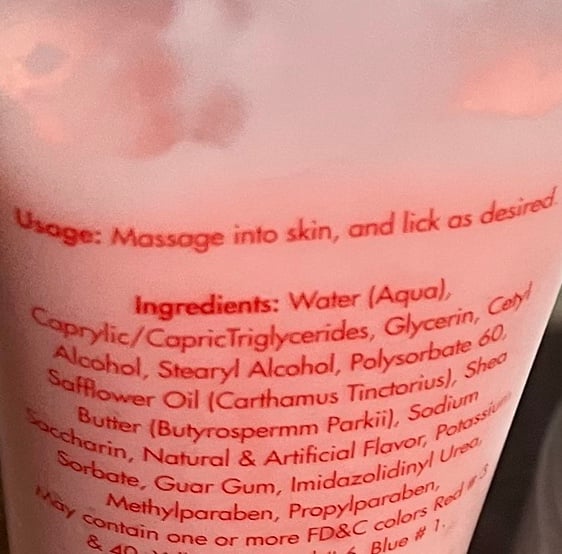 Usage: Massage into skin, and lick as desired.
Ingredients: Water (Aqua),
Caprylic/CapricTriglycerides, Glycerin, Cetyl
Alcohol, Stearyl Alcohol, Polysorbate 60,
Safflower Oil (Carthamus Tinctorius), Shea
Butter (Butyrospermm Parkii), Sodium
Saccharin, Natural & Artificial Flavor, Potassium
Sorbate, Guar Gum, Imidazolidinyl Urea,
Methylparaben, Propylparaben,
May contain one or more FD&C colors Red # 3
& 40, Blue # 1.